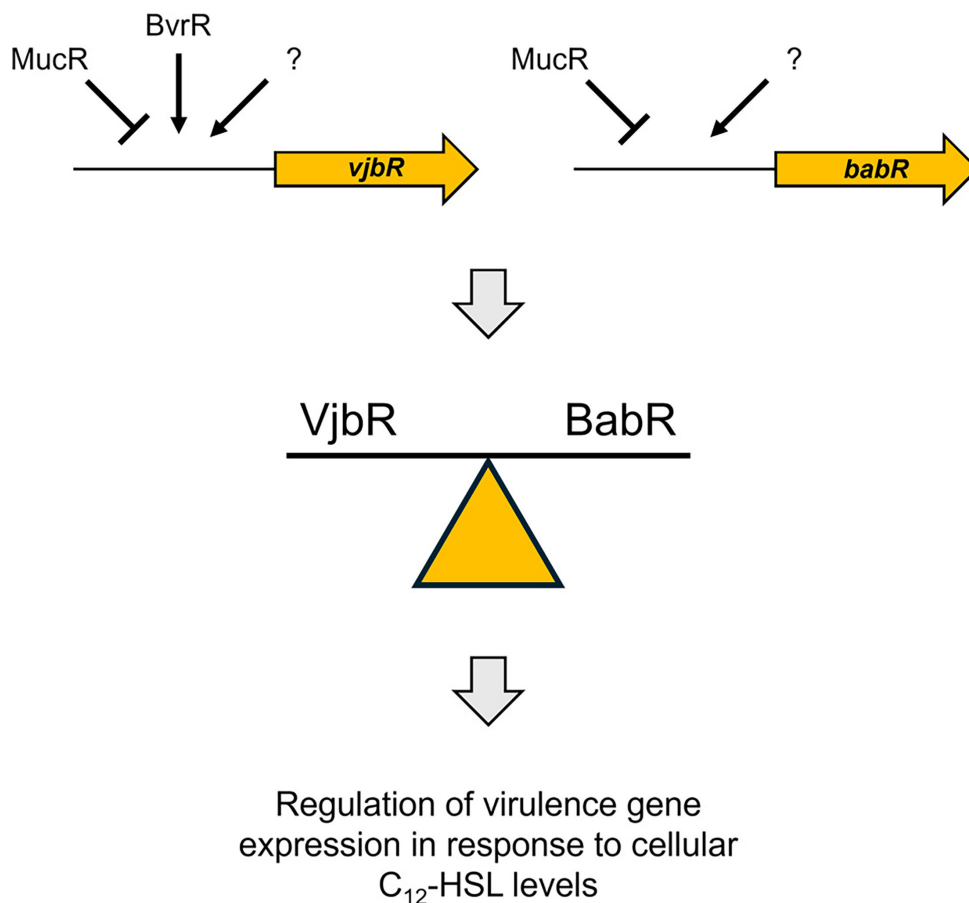 BvrR
MucR
?
MucR
?
vjbR
babR
VjbR
BabR
Regulation of virulence gene
expression in response to cellular
C₁₂-HSL levels